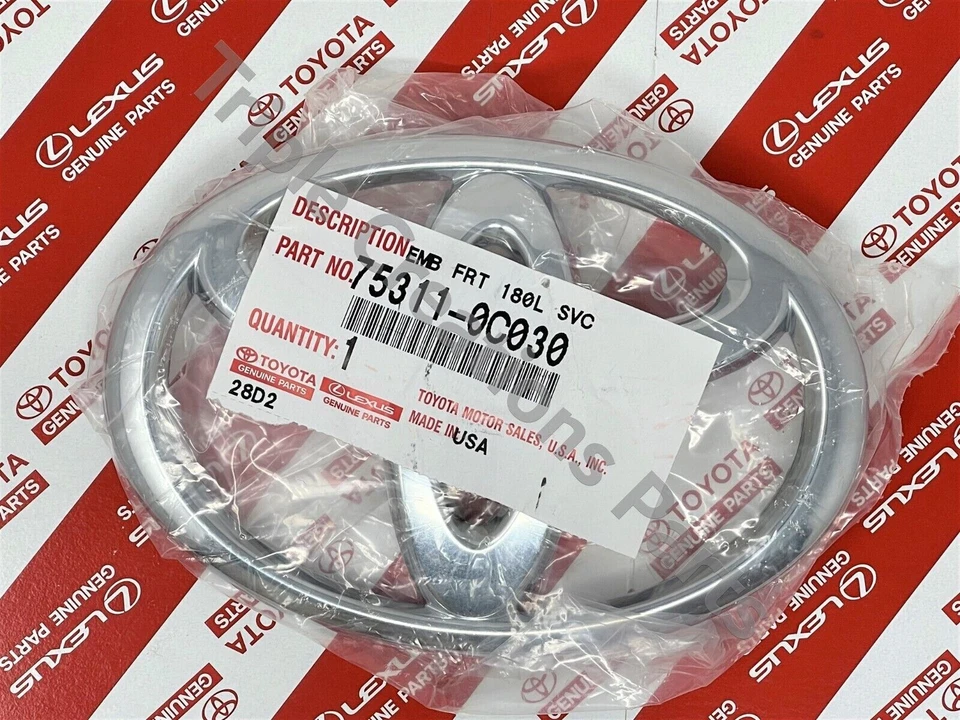 DESCRIPTION EMB FRT 180L SVC
PART NO. 75311-0C030
QUANTITY: 1
TOYOTA
GENUINE PARTS
LEXUS
GENUINE PARTS
28D2
TOYOTA MOTOR SALES, U.S.A., INC.
MADE IN USA
TOYOTA
GENUINE PARTS
LEXUS
GENUINE PARTS